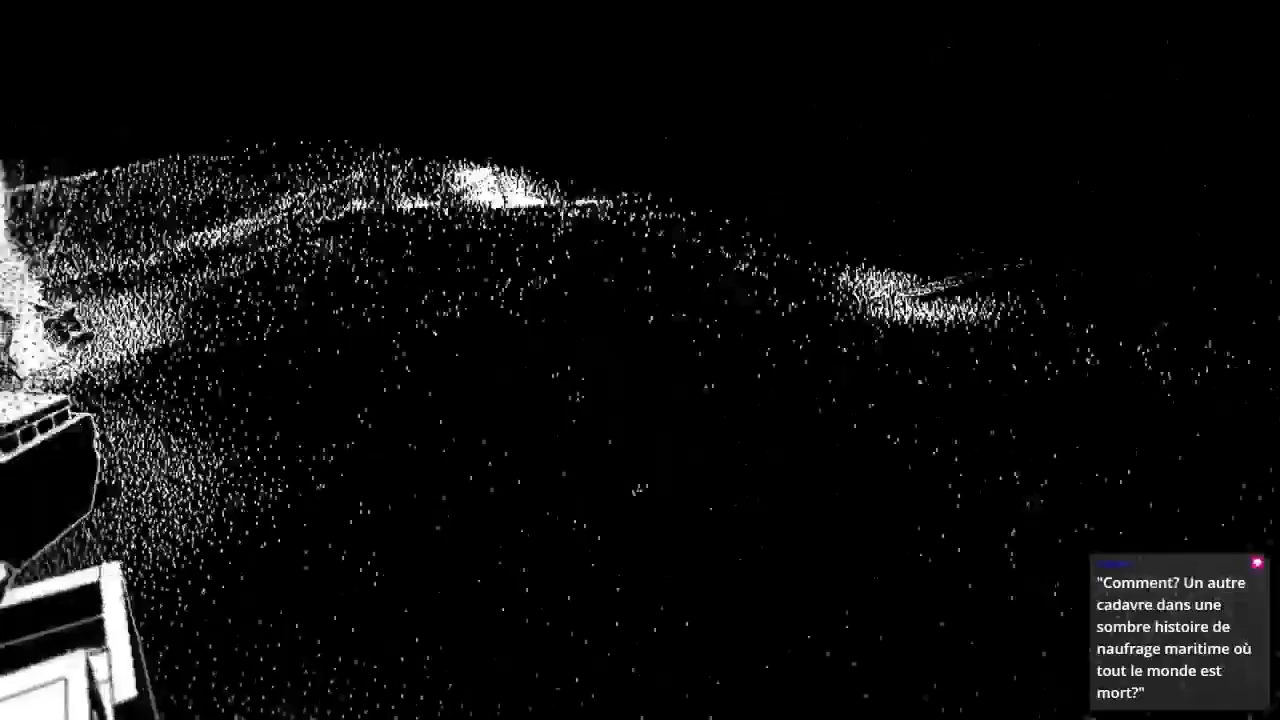 "Comment? Un autre
cadavre dans une
sombre histoire de
naufrage maritime où
tout le monde est
mort?"